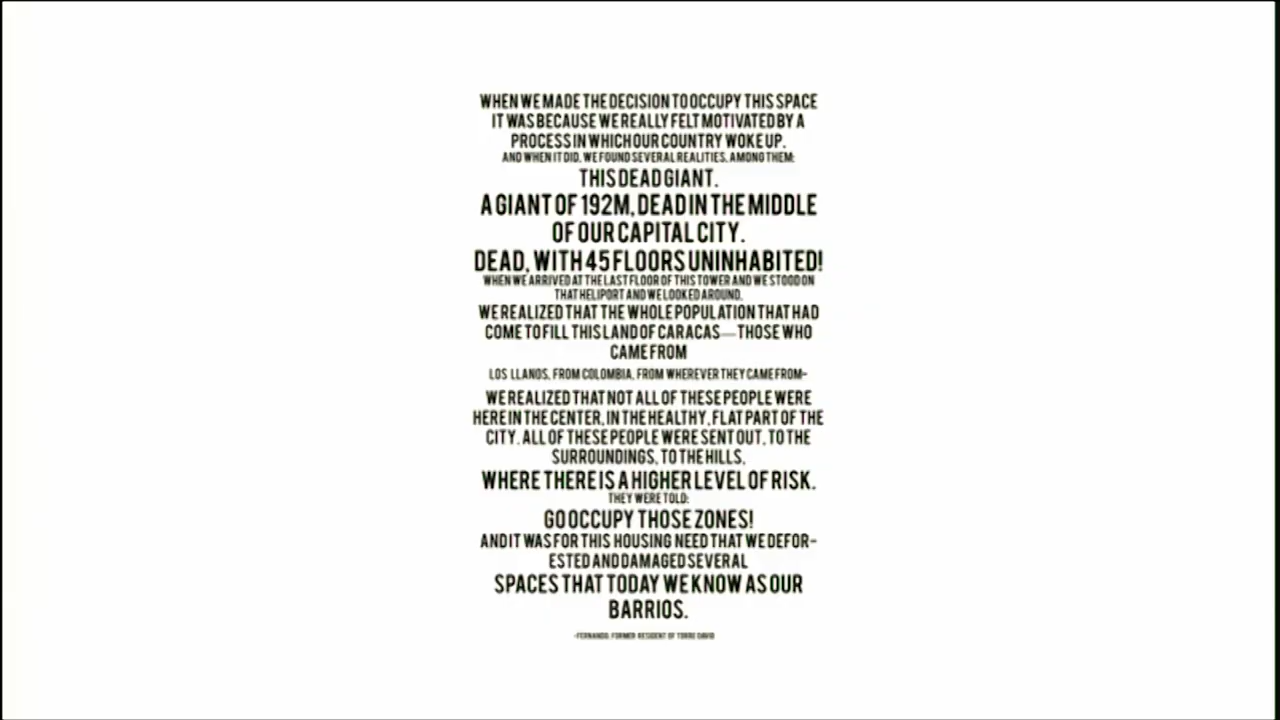 WHEN WE MADE THE DECISION TO OCCUPY THIS SPACE
IT WAS BECAUSE WE REALLY FELT MOTIVATED BY A
PROCESS IN WHICH OUR COUNTRY WOKE UP.
AND WHEN IT DID, WE FOUND SEVERAL REALITIES, AMONG THEM:
THIS DEAD GIANT.
A GIANT OF 192M, DEAD IN THE MIDDLE
OF OUR CAPITAL CITY.
DEAD, WITH 45 FLOORS UNINHABITED!
WHEN WE ARRIVED AT THE LAST FLOOR OF THIS TOWER AND WE STOOD ON
THAT HELIPORT AND WE LOOKED AROUND,
WE REALIZED THAT THE WHOLE POPULATION THAT HAD
COME TO FILL THIS LAND OF CARACAS—THOSE WHO
CAME FROM
LOS LLANOS, FROM COLOMBIA, FROM WHEREVER THEY CAME FROM-
WE REALIZED THAT NOT ALL OF THESE PEOPLE WERE
HERE IN THE CENTER, IN THE HEALTHY, FLAT PART OF THE
CITY. ALL OF THESE PEOPLE WERE SENT OUT, TO THE
SURROUNDINGS, TO THE HILLS,
WHERE THERE IS A HIGHER LEVEL OF RISK.
THEY WERE TOLD:
GO OCCUPY THOSE ZONES!
AND IT WAS FOR THIS HOUSING NEED THAT WE DEFOR-
ESTED AND DAMAGED SEVERAL
SPACES THAT TODAY WE KNOW AS OUR
BARRIOS.
-FERNANDO, FORMER RESIDENT OF TORRE DAVID